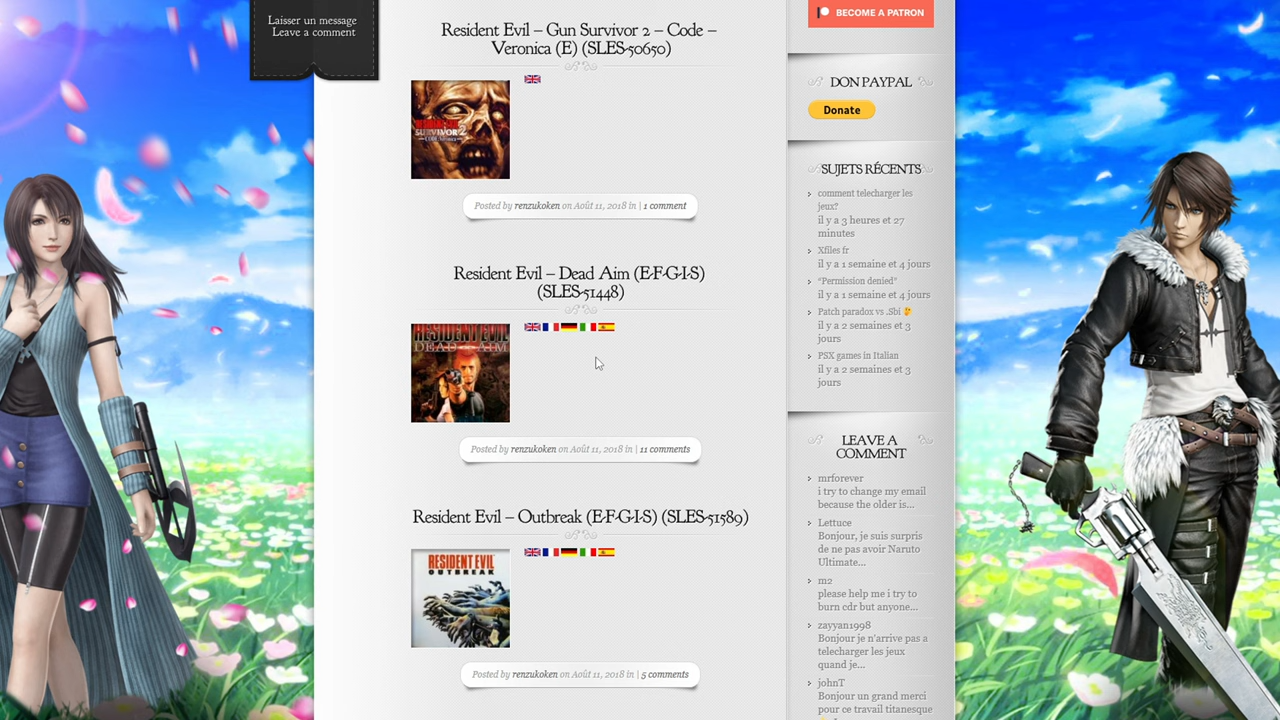 Laisser un message
Leave a comment
Resident Evil – Gun Survivor 2 – Code –
Veronica (E) (SLES-50650)
SURVIVOR 2
Posted by renzukoken on Août 11, 2018 in | 1 comment
Resident Evil – Dead Aim (E-F-G-I-S)
(SLES-51448)
RESIDENT EVIL
DEAD AIM
Posted by renzukoken on Août 11, 2018 in | 11 comments
Resident Evil – Outbreak (E-F-G-I-S) (SLES-51589)
RESIDENT EVIL
OUTBREAK
Posted by renzukoken on Août 11, 2018 in | 5 comments
BECOME A PATRON
DON PAYPAL
Donate
SUJETS RÉCENTS
comment telecharger les
jeux?
il y a 3 heures et 27
minutes
Xfiles fr
il y a 1 semaine et 4 jours
"Permission denied"
il y a 1 semaine et 4 jours
Patch paradox vs .Sbi
il y a 2 semaines et 3
jours
PSX games in Italian
il y a 2 semaines et 3
jours
LEAVE A
COMMENT
mrforever
i try to change my email
because the older is...
Lettuce
Bonjour, je suis surpris
de ne pas avoir Naruto
Ultimate...
m2
please help me i try to
burn cdr but anyone...
zayyan1998
Bonjour je n'arrive pas a
telecharger les jeux
quand je...
johnT
Bonjour un grand merci
pour ce travail titanesque